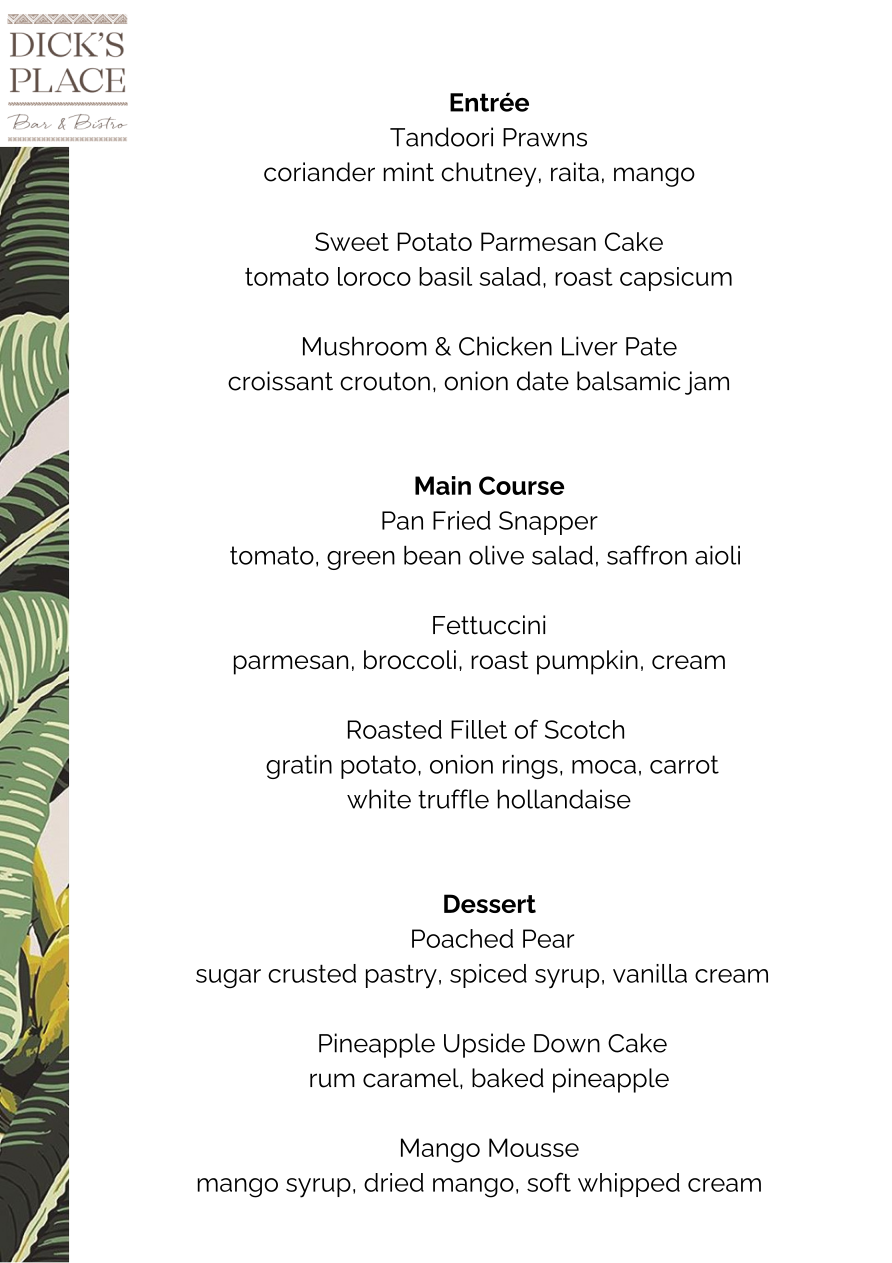 DICK'S
PLACE
Bar & Bistro
Entrée
Tandoori Prawns
coriander mint chutney, raita, mango
Sweet Potato Parmesan Cake
tomato loroco basil salad, roast capsicum
Mushroom & Chicken Liver Pate
croissant crouton, onion date balsamic jam
Main Course
Pan Fried Snapper
tomato, green bean olive salad, saffron aioli
Fettuccini
parmesan, broccoli, roast pumpkin, cream
Roasted Fillet of Scotch
gratin potato, onion rings, moca, carrot
white truffle hollandaise
Dessert
Poached Pear
sugar crusted pastry, spiced syrup, vanilla cream
Pineapple Upside Down Cake
rum caramel, baked pineapple
Mango Mousse
mango syrup, dried mango, soft whipped cream